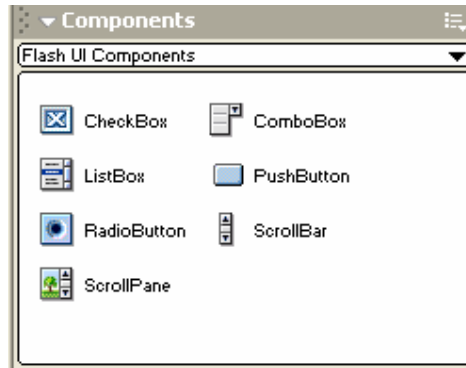 Components
Flash UI Components
CheckBox ComboBox
ListBox PushButton
RadioButton ScrollBar
ScrollPane